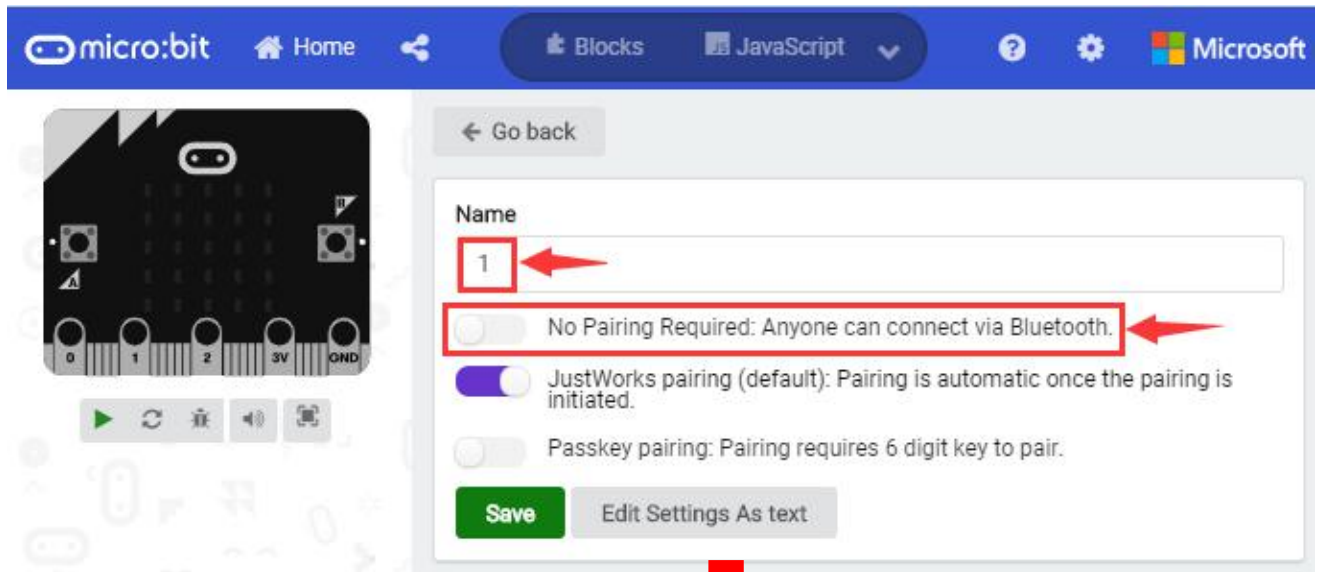 micro:bit Home Blocks JavaScript Microsoft
Go back
Name
1
No Pairing Required: Anyone can connect via Bluetooth.
JustWorks pairing (default): Pairing is automatic once the pairing is
initiated.
Passkey pairing: Pairing requires 6 digit key to pair.
Save Edit Settings As text
B
A
0 1 2 3V GND